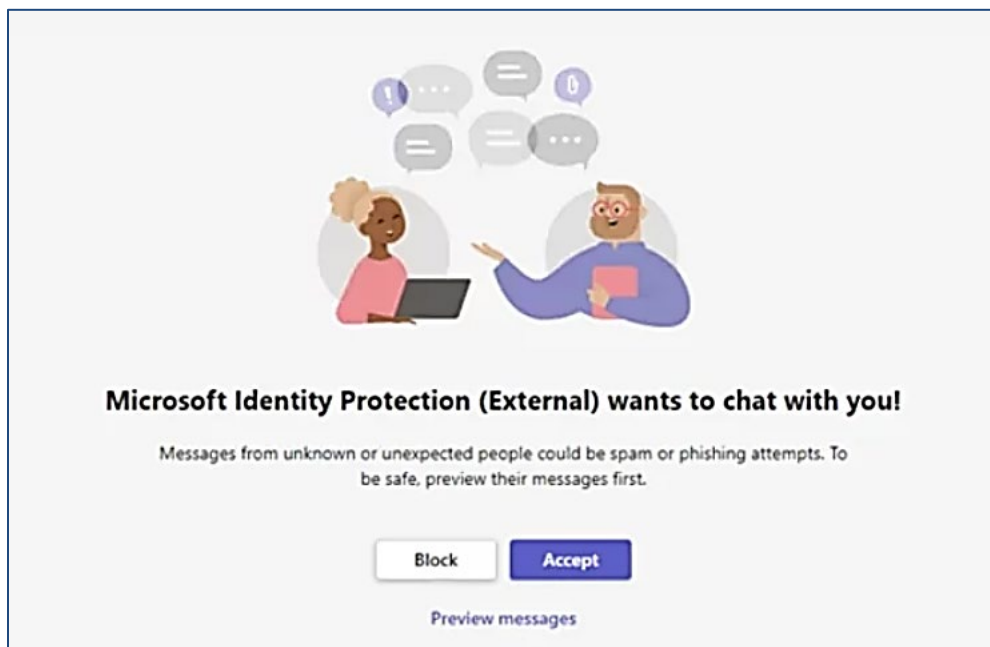 Microsoft Identity Protection (External) wants to chat with you!
Messages from unknown or unexpected people could be spam or phishing attempts. To
be safe, preview their messages first.
Block
Accept
Preview messages